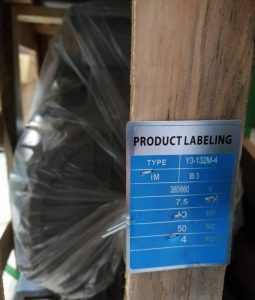 PRODUCT LABELING
TYPE Y3-132M-4
IM B3
380/660 V
7.5
HP
50 HZ
4